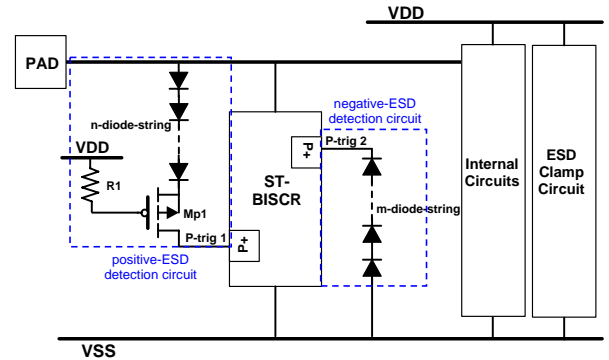 VDD
PAD
n-diode-string
negative-ESD
detection circuit
VDD
P+
P-trig 2
R1
ST-
BISCR
Internal
Circuits
ESD
Clamp
Circuit
Mp1
m-diode-string
P-trig 1
P+
positive-ESD
detection circuit
VSS